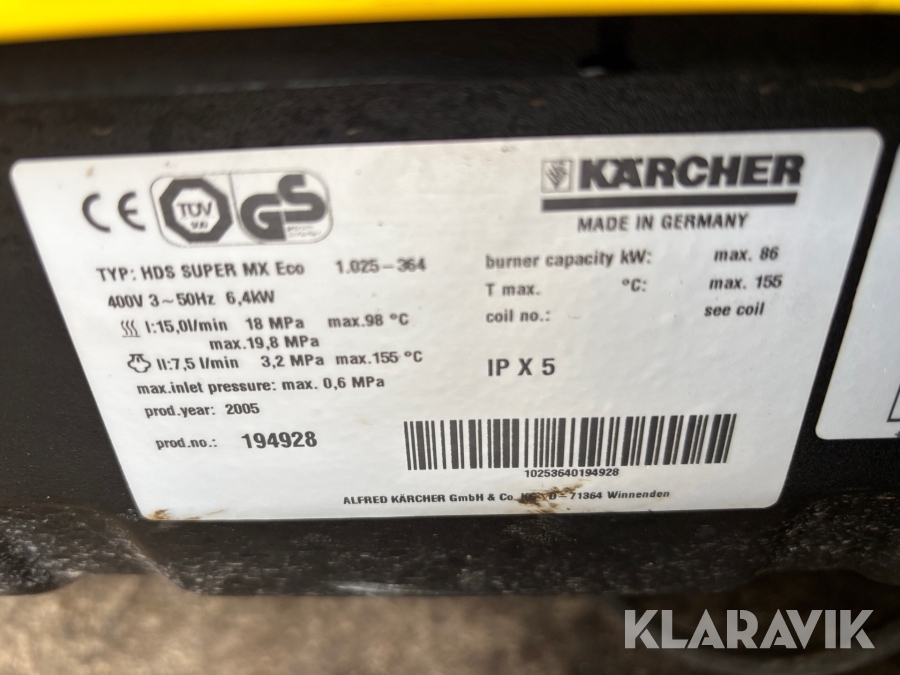 CE TÜV GS
KÄRCHER
MADE IN GERMANY
TYP: HDS SUPER MX Eco 1.025-364
400V 3~50Hz 6,4kW
I:15,0l/min 18 MPa max.98 °C
max.19,8 MPa
II:7,5 l/min 3,2 MPa max.155 °C
max.inlet pressure: max. 0,6 MPa
prod.year: 2005
prod.no.: 194928
burner capacity kW: max. 86
T max. °C: max. 155
coil no.: see coil
IP X 5
10253640194928
ALFRED KÄRCHER GmbH & Co. D-71364 Winnenden
KLARAVIK